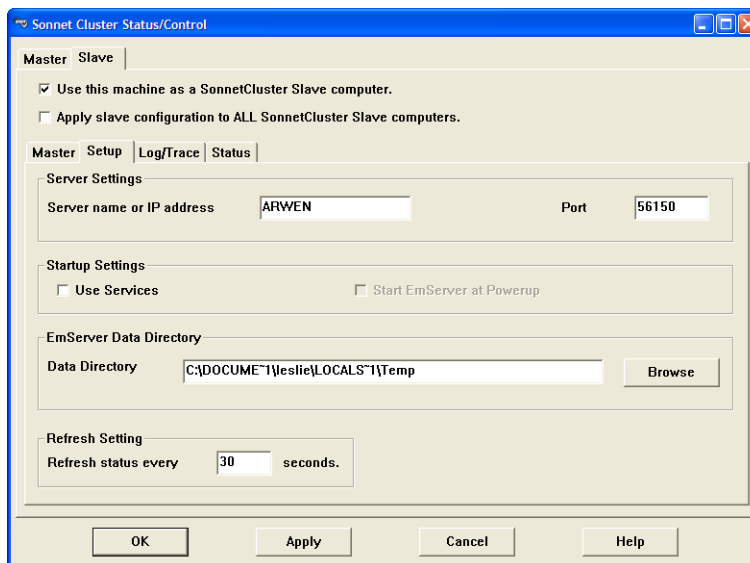 Sonnet Cluster Status/Control
Master Slave
Use this machine as a SonnetCluster Slave computer.
Apply slave configuration to ALL SonnetCluster Slave computers.
Master Setup Log/Trace Status
Server Settings
Server name or IP address ARWEN Port 56150
Startup Settings
Use Services Start EmServer at Powerup
EmServer Data Directory
Data Directory C:\DOCUME~1\leslie\LOCALS~1\Temp Browse
Refresh Setting
Refresh status every 30 seconds.
OK Apply Cancel Help